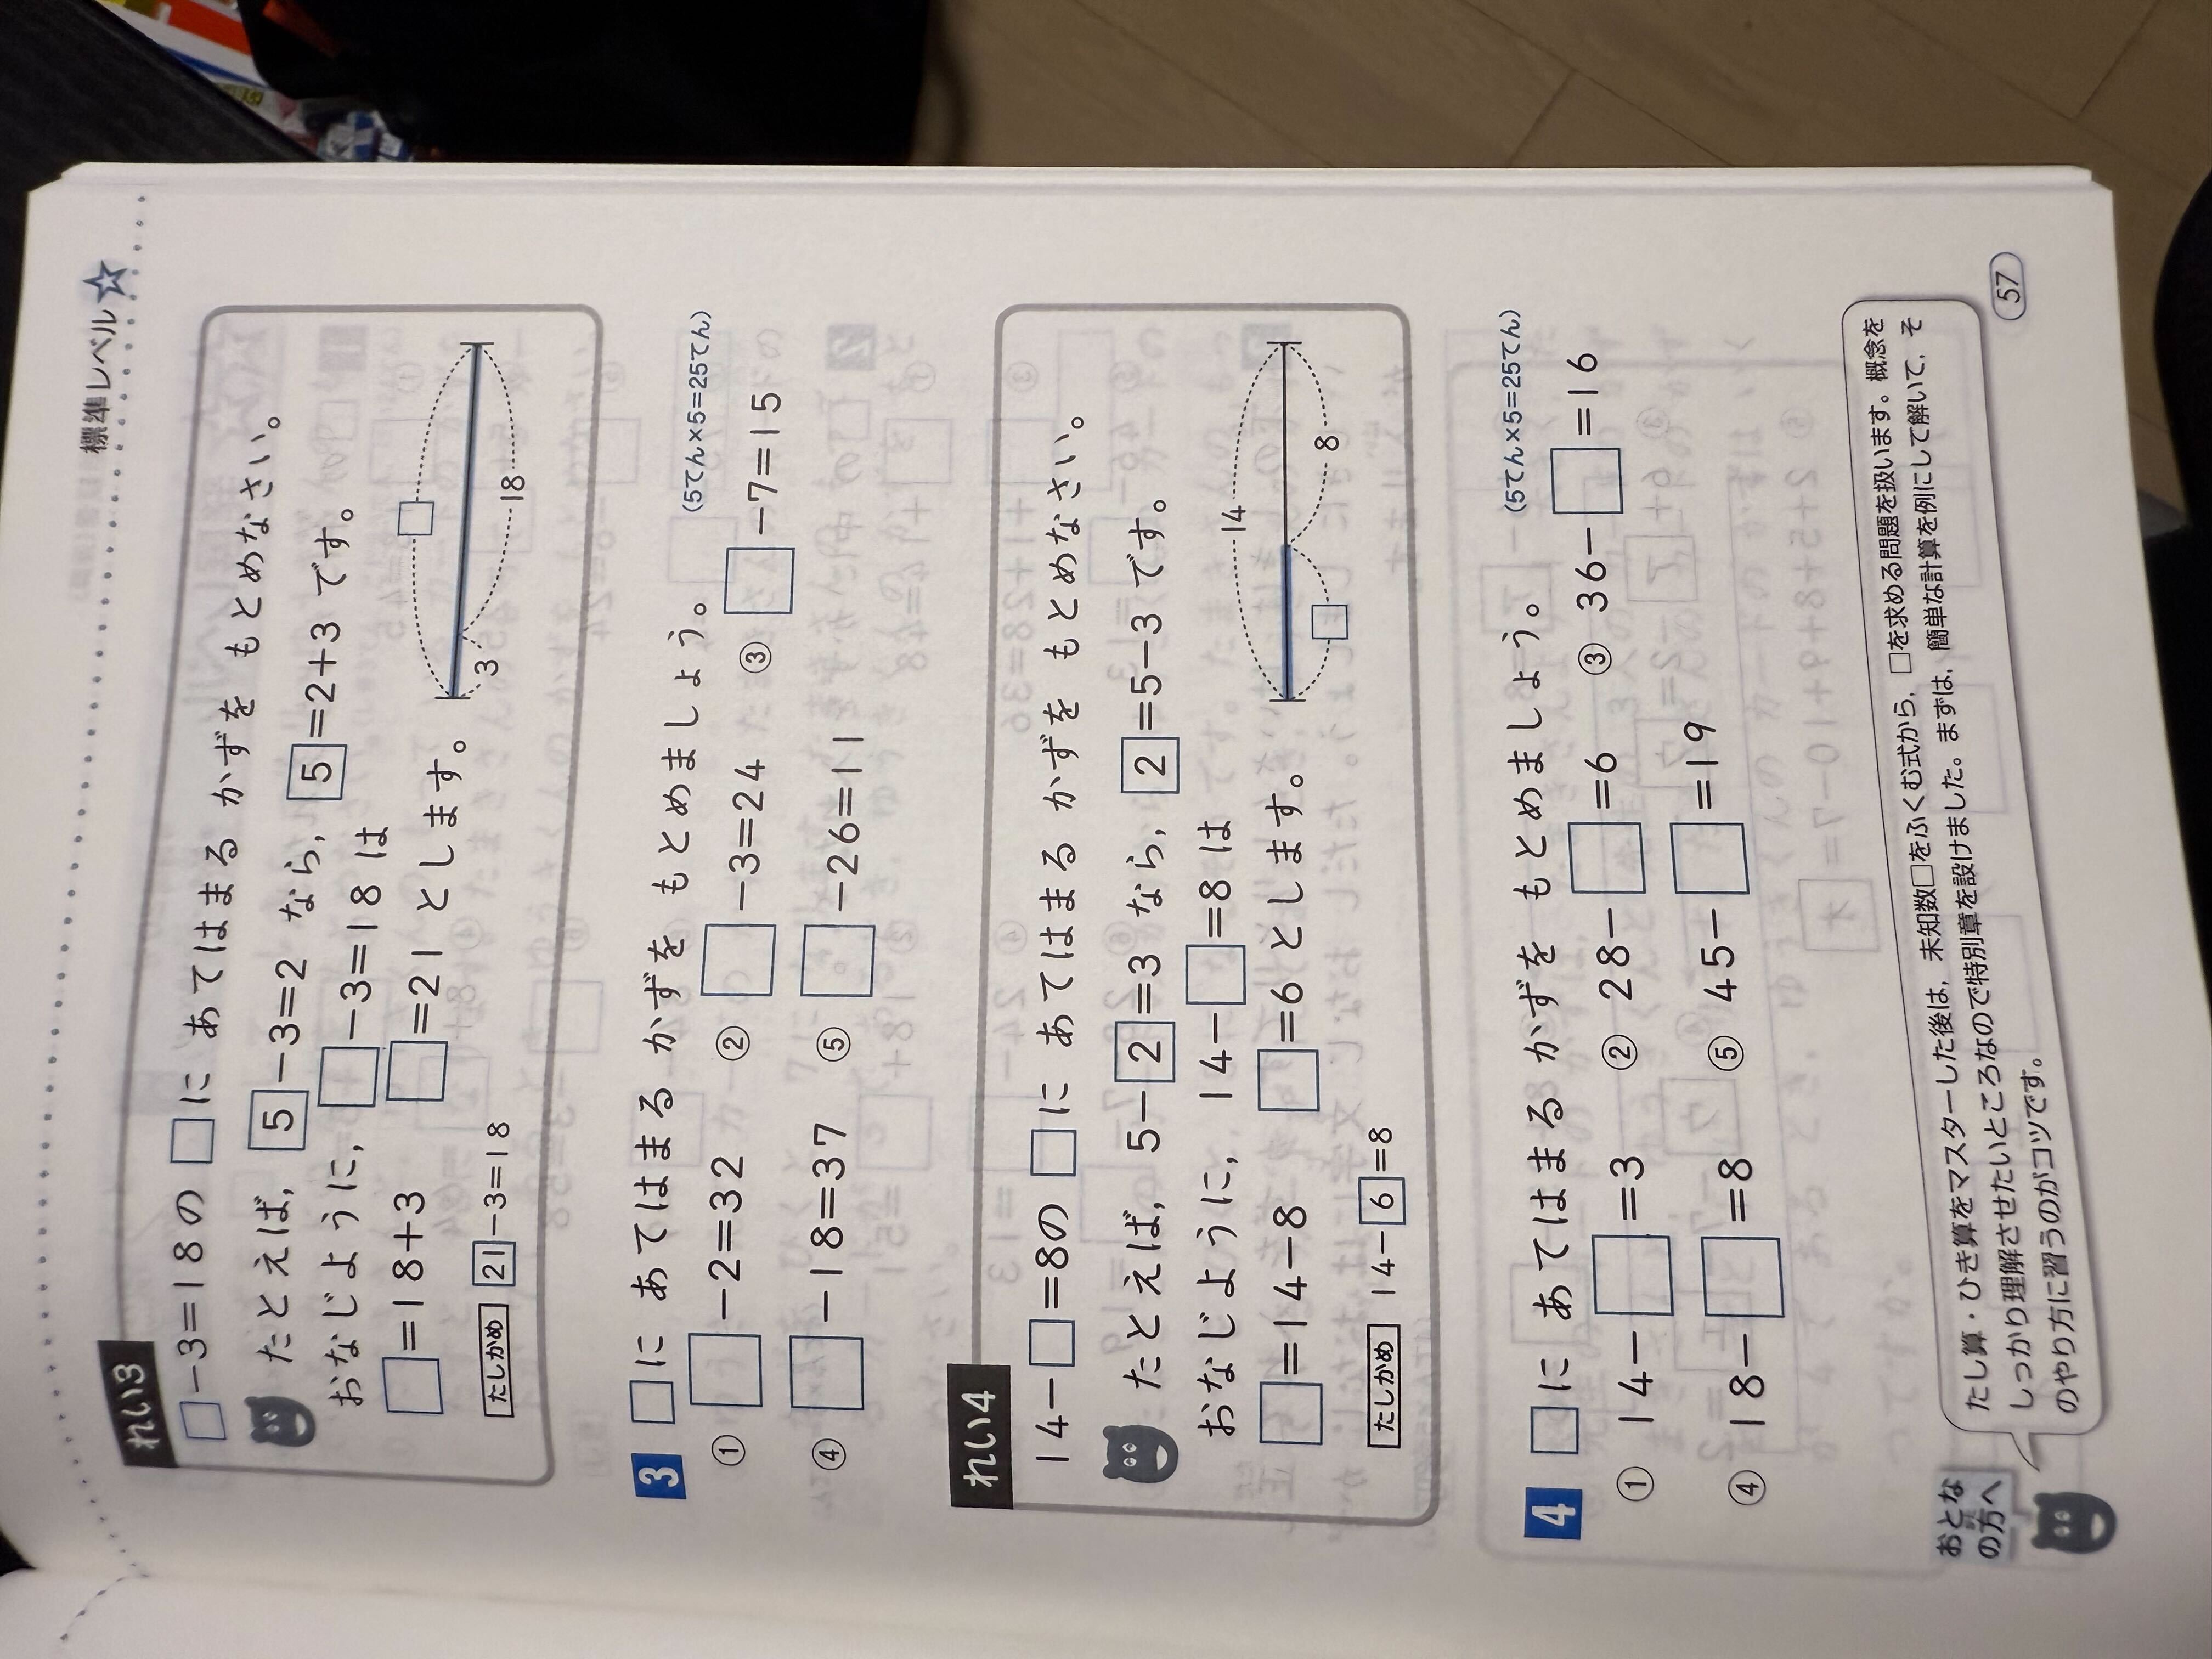 標準レベル☆
れい3
□−3=18の □に あてはまる かずを もとめなさい。
たとえば, 5−3=2 なら, 5=2+3 です。
おなじように, □−3=18は
□=18+3 □=21 とします。
たしかめ 21−3=18
□
3
18
3 □に あてはまる かずを もとめましょう。 (5てん×5=25てん)
① □−2=32 ② □−3=24 ③ □−7=15
④ □−18=37 ⑤ □−26=11
れい4
14−□=8の □に あてはまる かずを もとめなさい。
たとえば, 5−2=3 なら, 2=5−3 です。
おなじように, 14−□=8は
□=14−8 □=6とします。
たしかめ 14−6=8
14
□ 8
4 □に あてはまる かずを もとめましょう。 (5てん×5=25てん)
① 14−□=3 ② 28−□=6 ③ 36−□=16
④ 18−□=8 ⑤ 45−□=19
おとな
の方へ
たし算・ひき算をマスターした後は, 未知数□をふくむ式から, □を求める問題を扱います。概念を
しっかり理解させたいところなので特別章を設けました。まずは, 簡単な計算を例にして解いて, そ
のやり方に習うのがコツです。
57